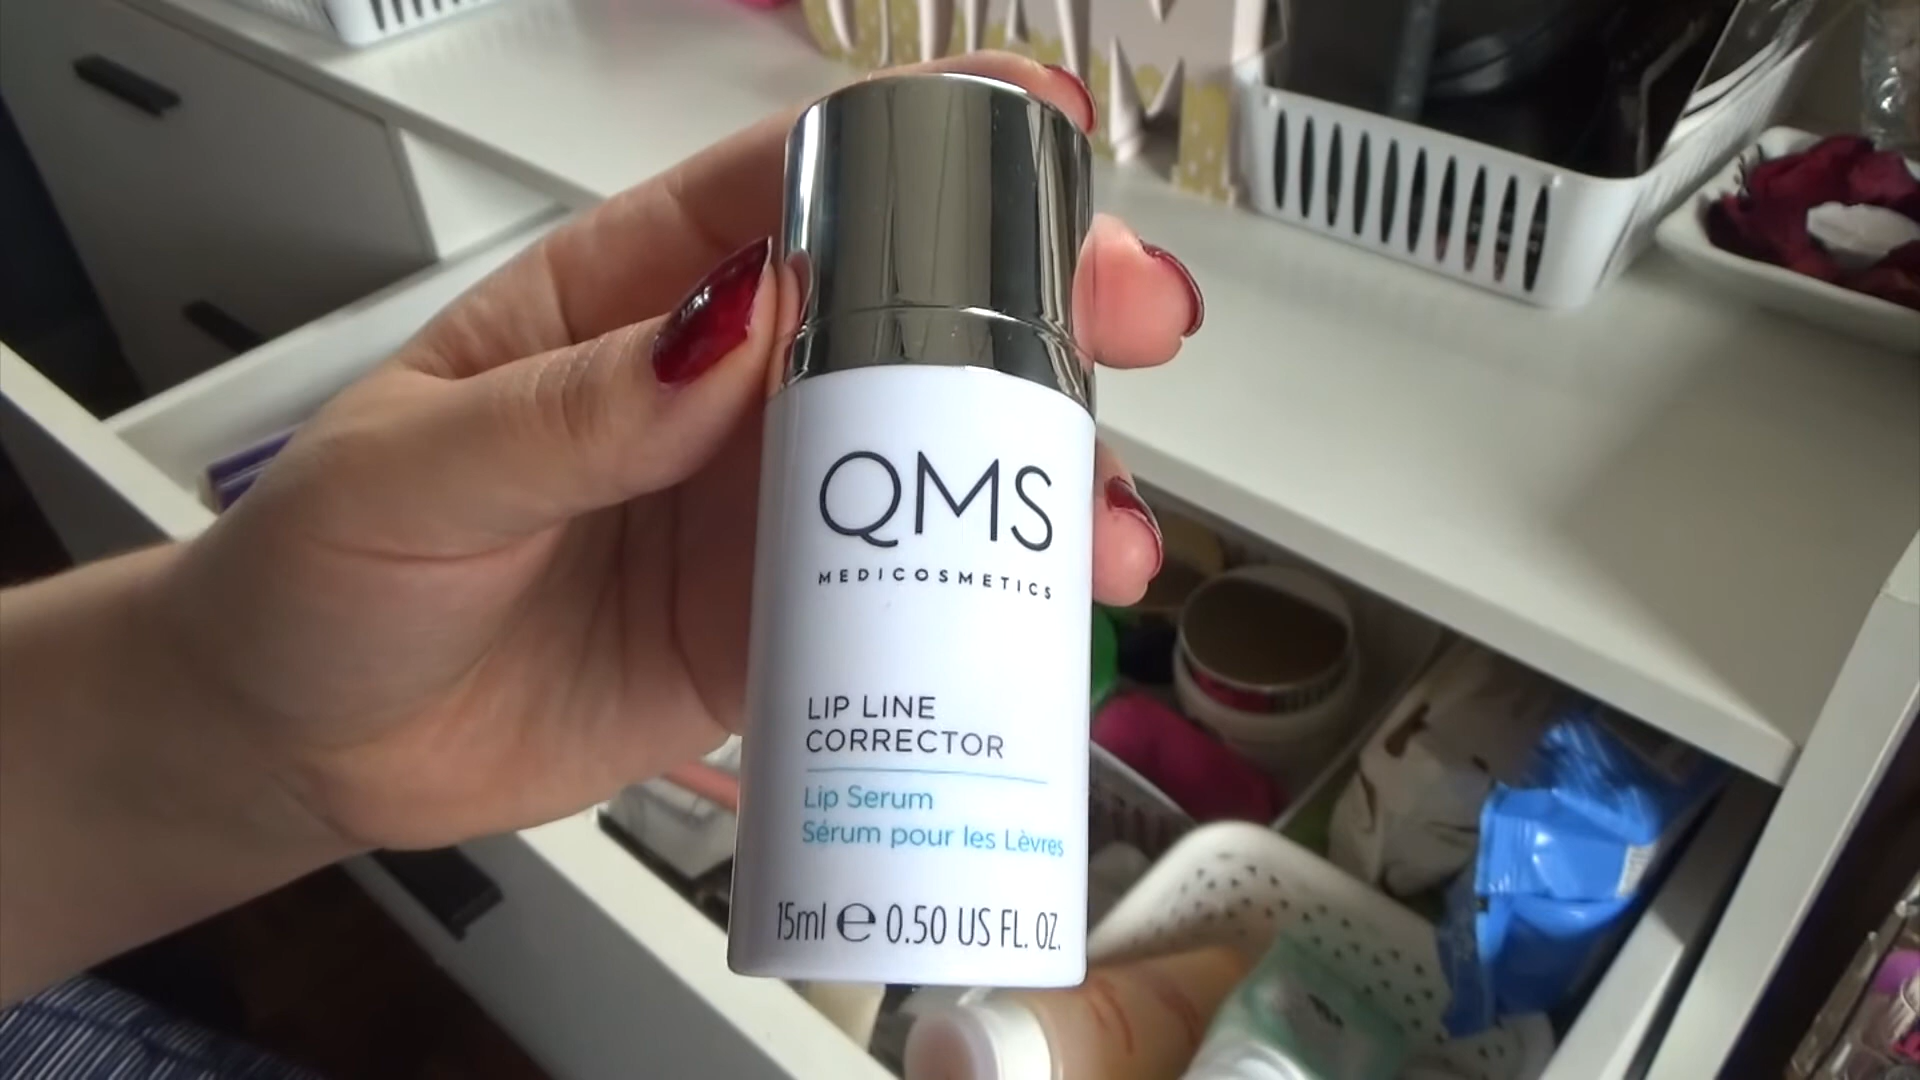 QMS
MEDICOSMETICS
LIP LINE
CORRECTOR
Lip Serum
Sérum pour les Lèvres
15ml ℮ 0.50 US FL. OZ.